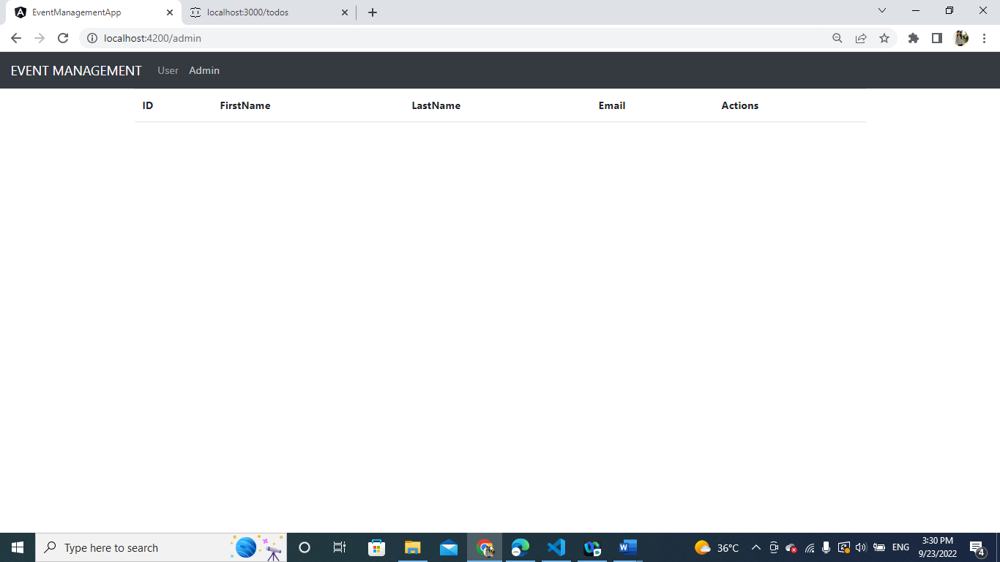 EventManagementApp
localhost:3000/todos
localhost:4200/admin
EVENT MANAGEMENT User Admin
ID FirstName LastName Email Actions
Type here to search
36°C
ENG
3:30 PM
9/23/2022
4